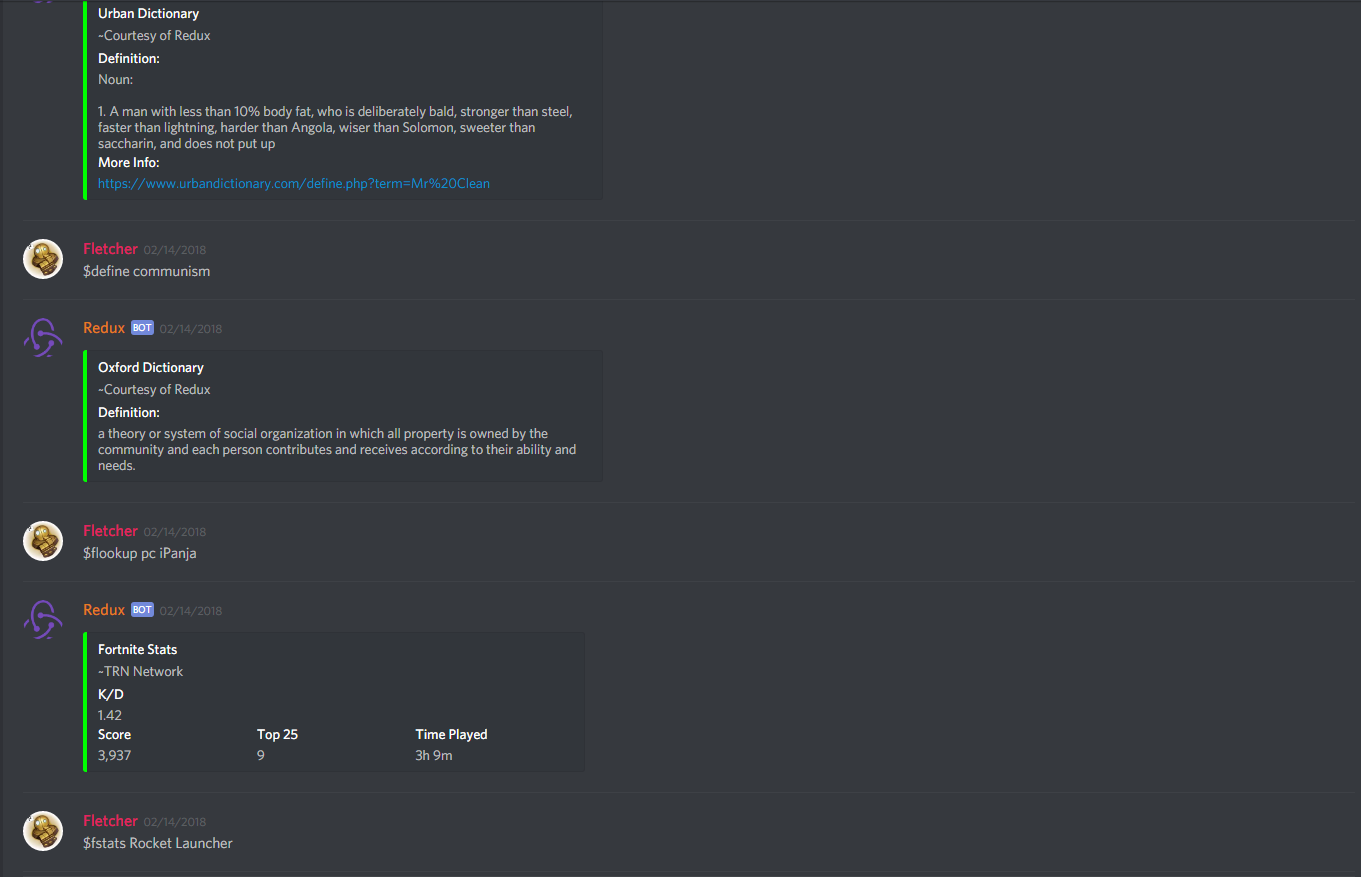 Urban Dictionary
~Courtesy of Redux
Definition:
Noun:
1. A man with less than 10% body fat, who is deliberately bald, stronger than steel,
faster than lightning, harder than Angola, wiser than Solomon, sweeter than
saccharin, and does not put up
More Info:
https://www.urbandictionary.com/define.php?term=Mr%20Clean
Fletcher 02/14/2018
$define communism
Redux BOT 02/14/2018
Oxford Dictionary
~Courtesy of Redux
Definition:
a theory or system of social organization in which all property is owned by the
community and each person contributes and receives according to their ability and
needs.
Fletcher 02/14/2018
$flookup pc iPanja
Redux BOT 02/14/2018
Fortnite Stats
~TRN Network
K/D
1.42
Score Top 25 Time Played
3,937 9 3h 9m
Fletcher 02/14/2018
$fstats Rocket Launcher